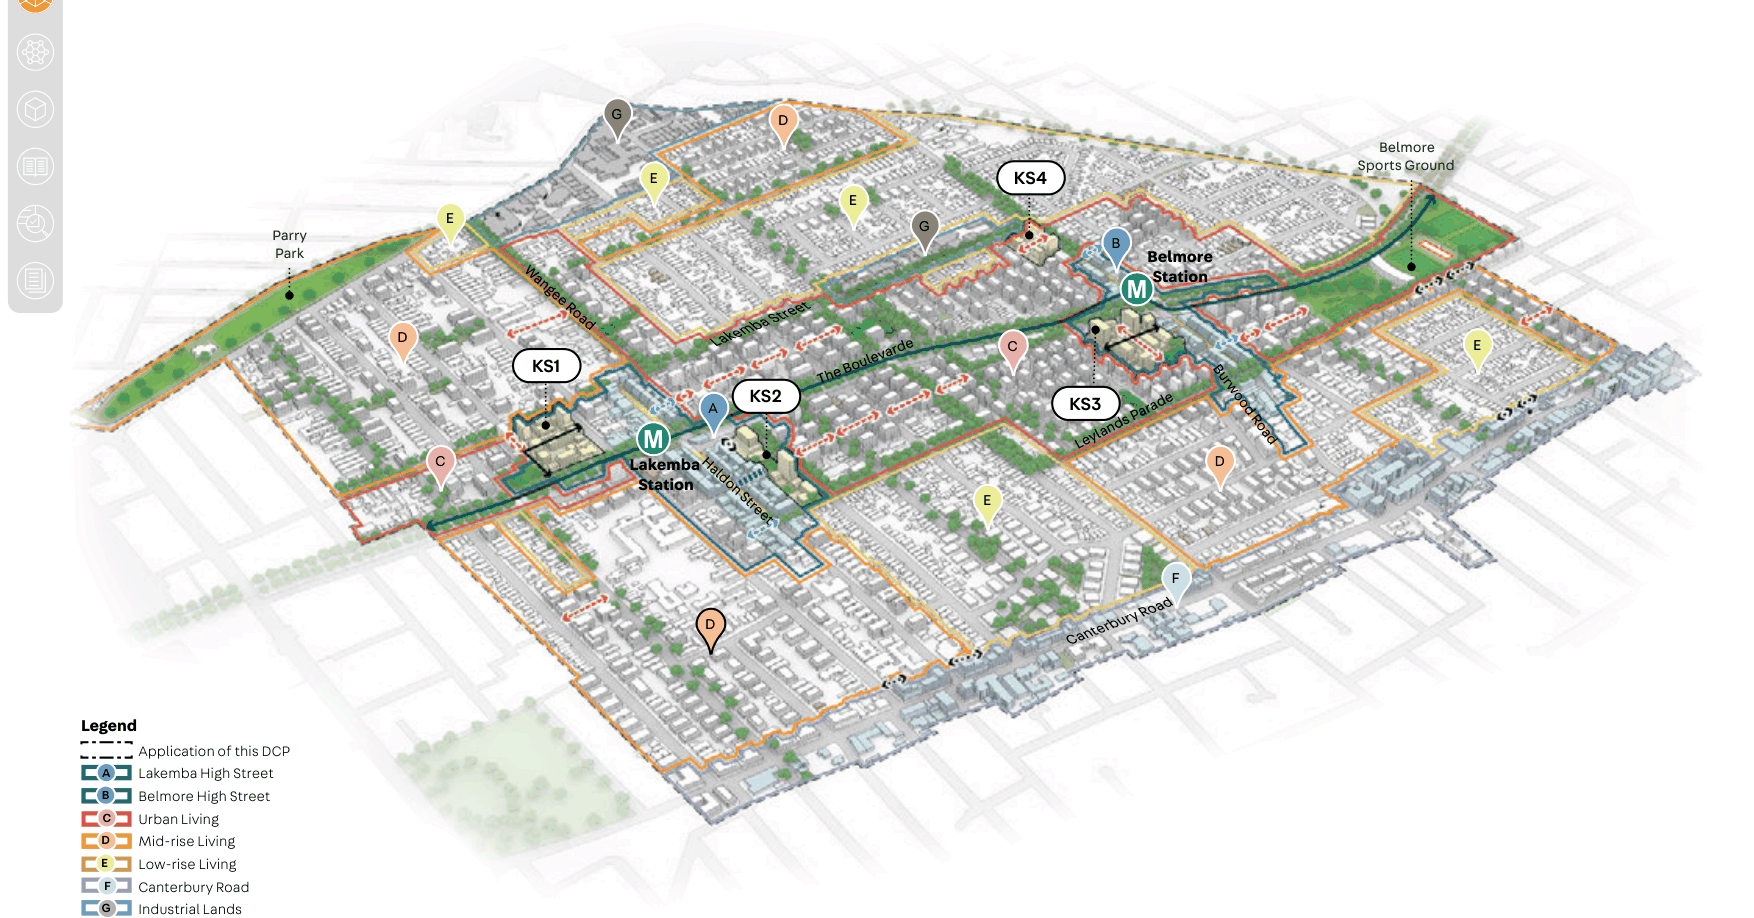 G
D
Belmore
Sports Ground
E
KS4
E
E
G
Parry
Park
B
Belmore
Station
M
Wangee Road
Lakemba Street
D
C
E
The Boulevarde
KS1
KS2
A
KS3
Burwood Road
Leylands Parade
M
Lakemba
Station
Haldon Street
C
D
E
F
Canterbury Road
D
Legend
Application of this DCP
A Lakemba High Street
B Belmore High Street
C Urban Living
D Mid-rise Living
E Low-rise Living
F Canterbury Road
G Industrial Lands